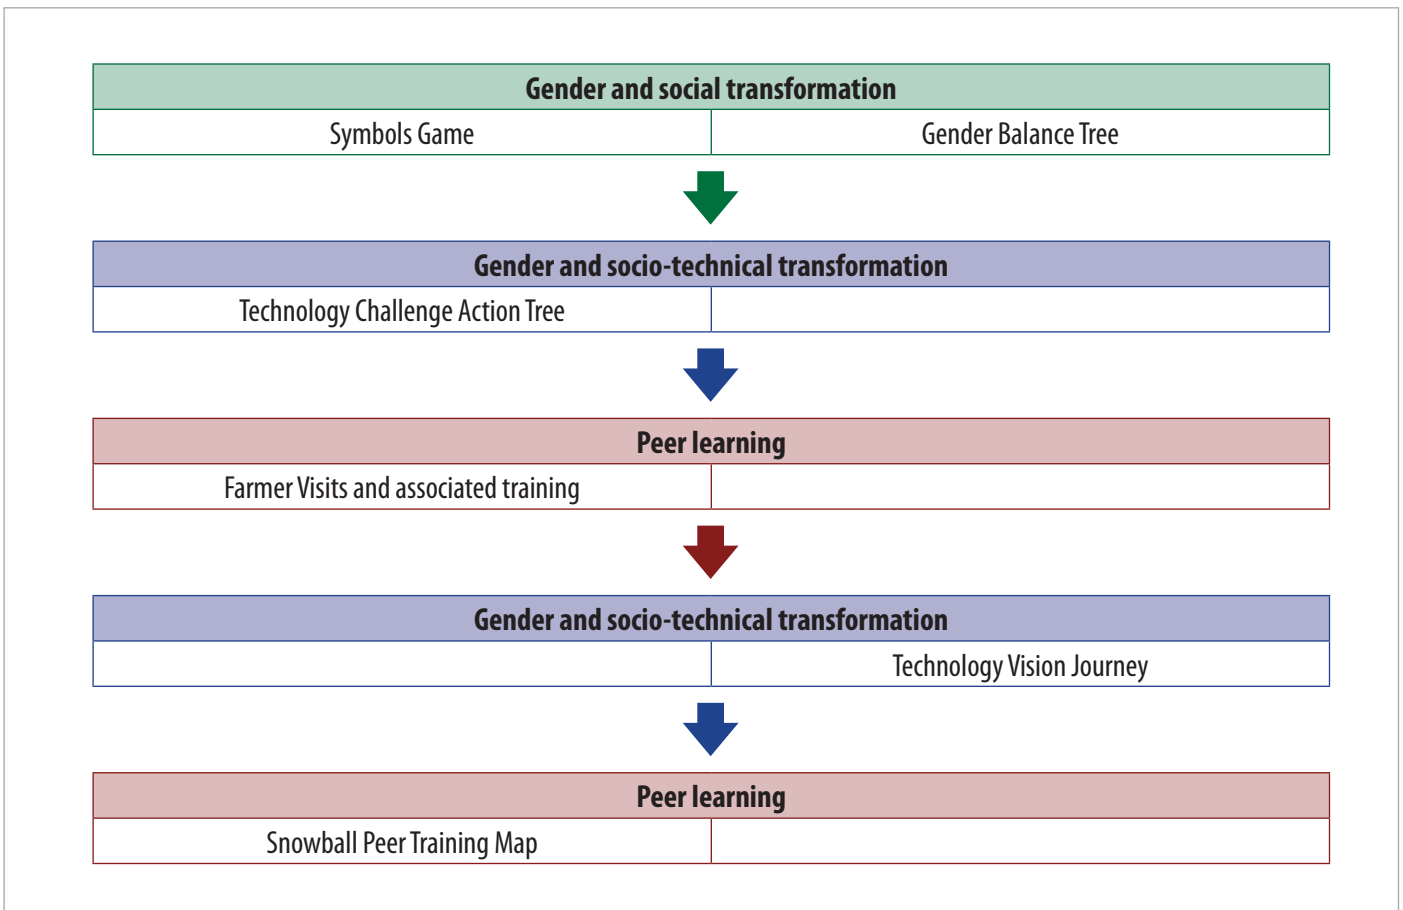 Gender and social transformation
Symbols Game
Gender Balance Tree
Gender and socio-technical transformation
Technology Challenge Action Tree
Peer learning
Farmer Visits and associated training
Gender and socio-technical transformation
Technology Vision Journey
Peer learning
Snowball Peer Training Map